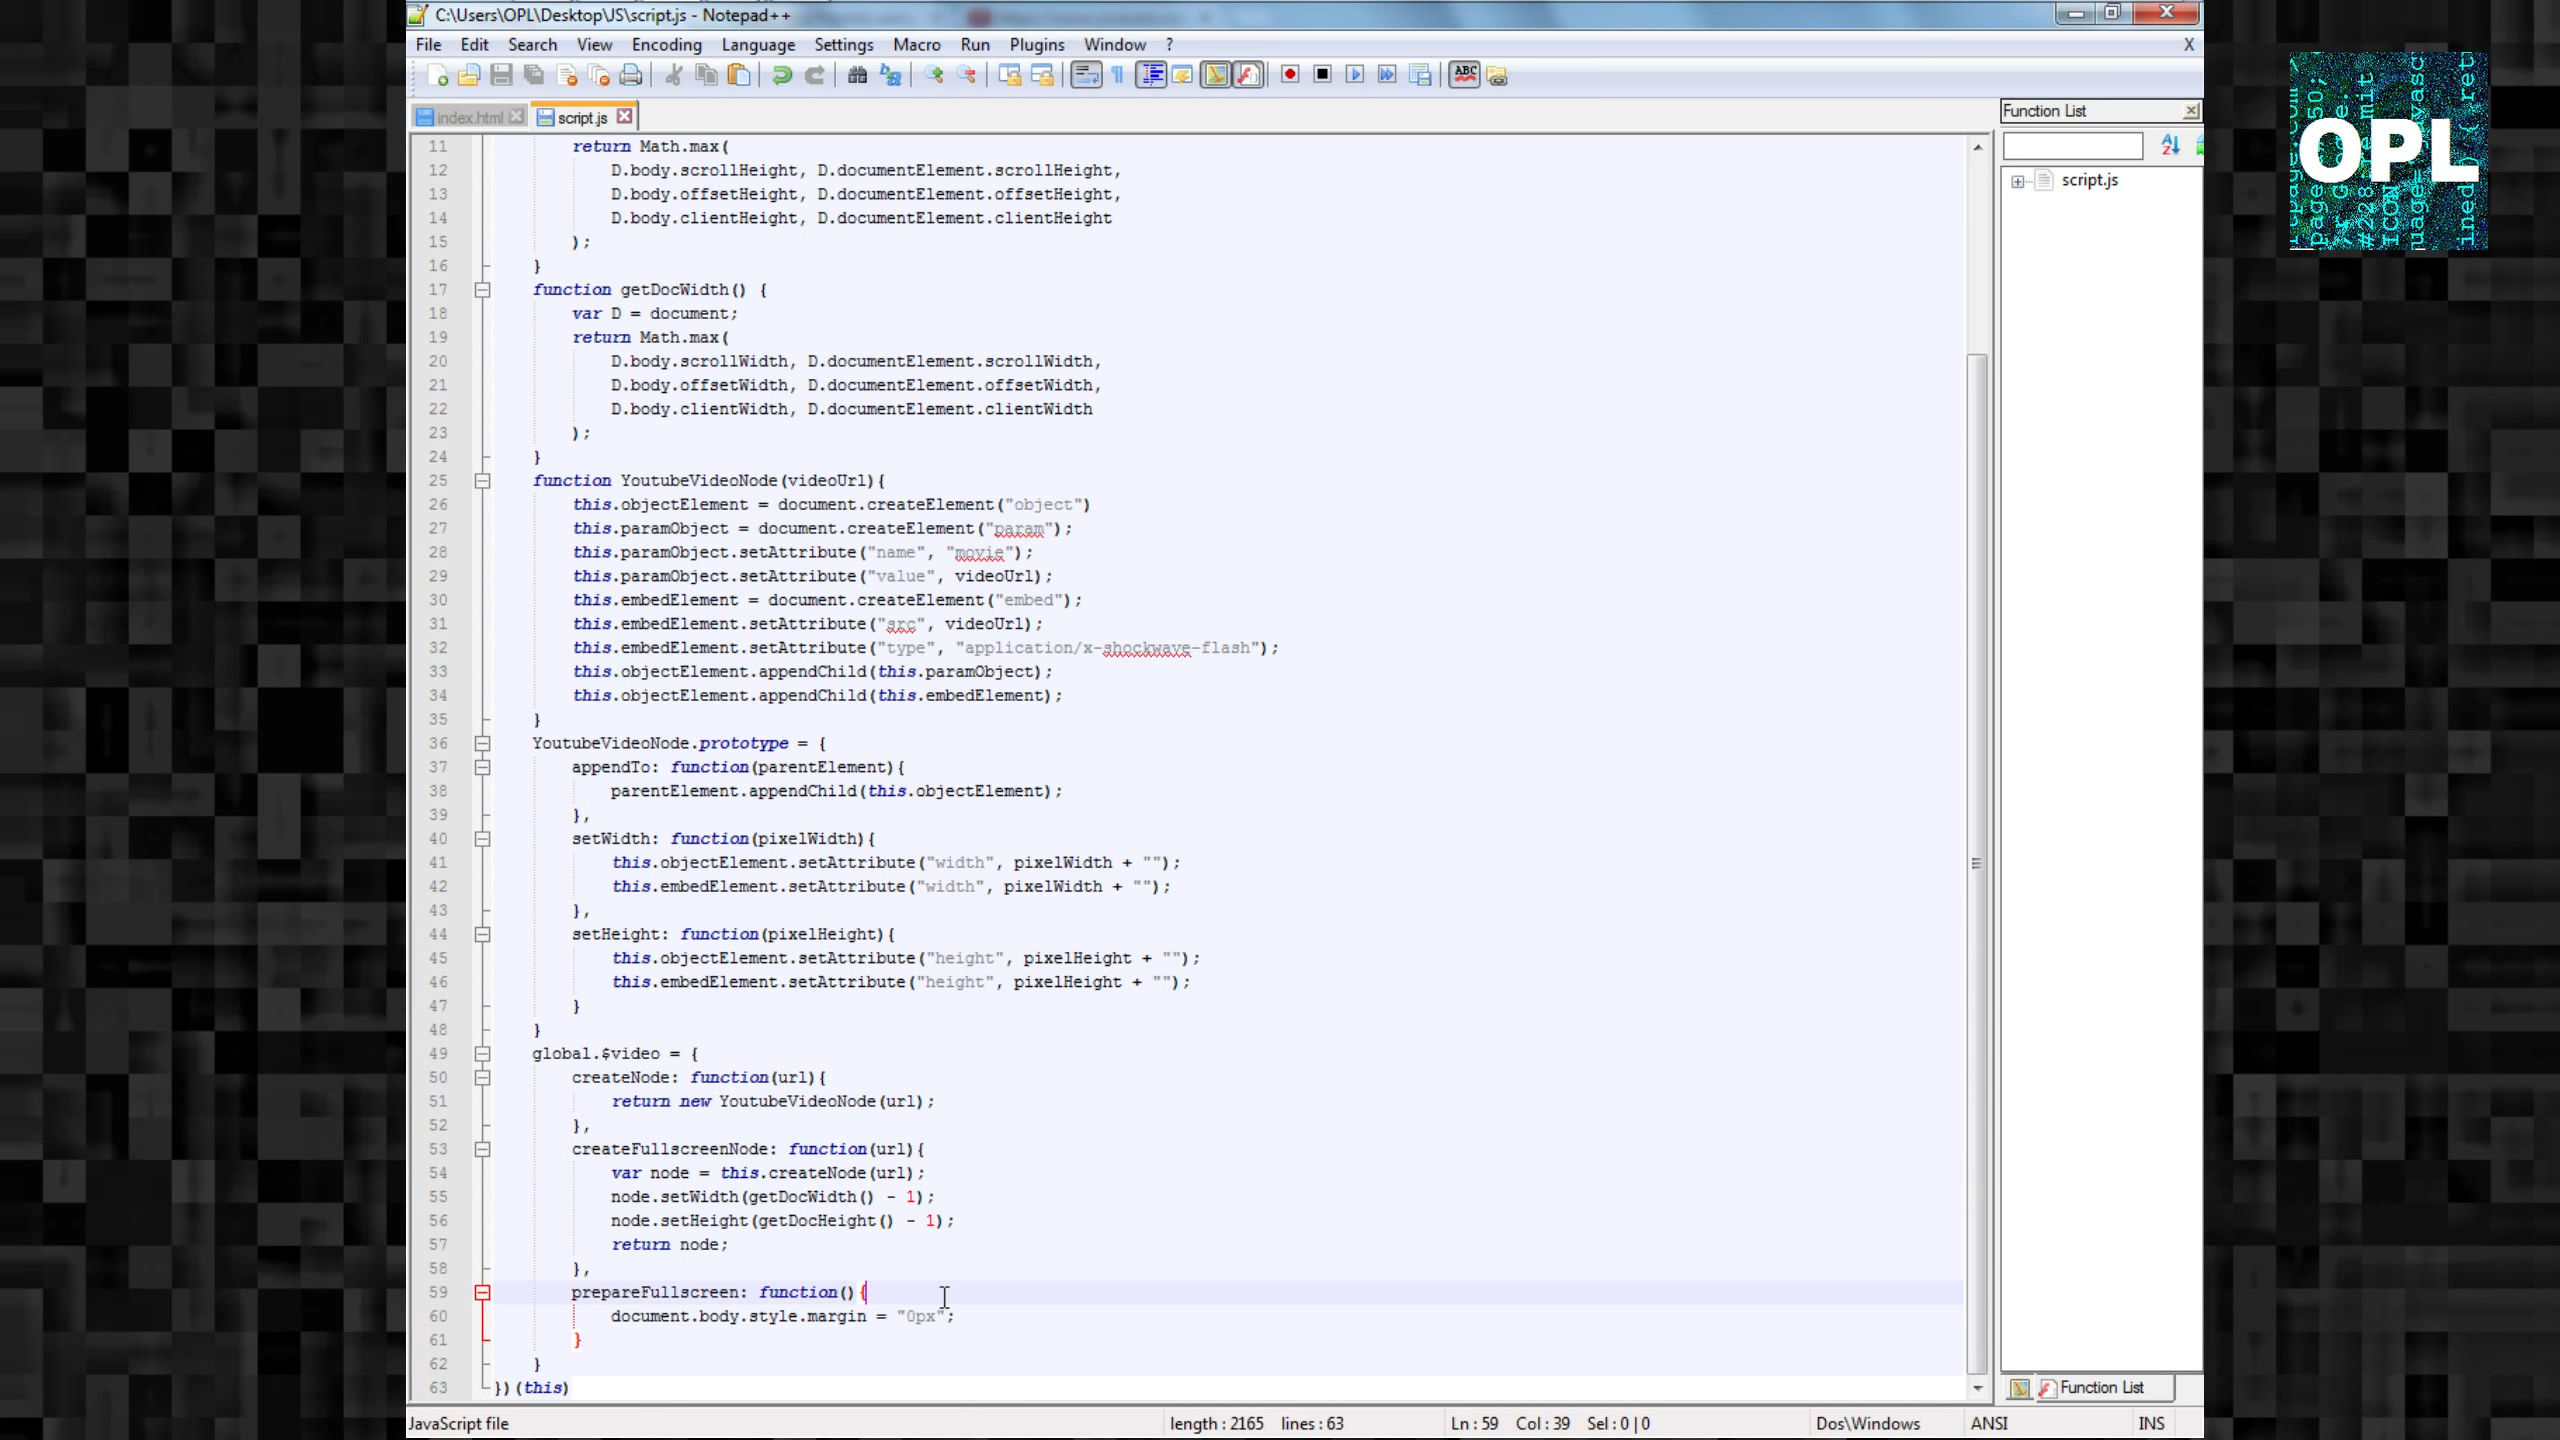 C:\Users\OPL\Desktop\JS\script.js - Notepad++
File Edit Search View Encoding Language Settings Macro Run Plugins Window ? X
index.html script.js
Function List
script.js
11 return Math.max(
12 D.body.scrollHeight, D.documentElement.scrollHeight,
13 D.body.offsetHeight, D.documentElement.offsetHeight,
14 D.body.clientHeight, D.documentElement.clientHeight
15 );
16 }
17 function getDocWidth() {
18 var D = document;
19 return Math.max(
20 D.body.scrollWidth, D.documentElement.scrollWidth,
21 D.body.offsetWidth, D.documentElement.offsetWidth,
22 D.body.clientWidth, D.documentElement.clientWidth
23 );
24 }
25 function YoutubeVideoNode(videoUrl){
26 this.objectElement = document.createElement("object")
27 this.paramObject = document.createElement("param");
28 this.paramObject.setAttribute("name", "movie");
29 this.paramObject.setAttribute("value", videoUrl);
30 this.embedElement = document.createElement("embed");
31 this.embedElement.setAttribute("src", videoUrl);
32 this.embedElement.setAttribute("type", "application/x-shockwave-flash");
33 this.objectElement.appendChild(this.paramObject);
34 this.objectElement.appendChild(this.embedElement);
35 }
36 YoutubeVideoNode.prototype = {
37 appendTo: function(parentElement){
38 parentElement.appendChild(this.objectElement);
39 },
40 setWidth: function(pixelWidth){
41 this.objectElement.setAttribute("width", pixelWidth + "");
42 this.embedElement.setAttribute("width", pixelWidth + "");
43 },
44 setHeight: function(pixelHeight){
45 this.objectElement.setAttribute("height", pixelHeight + "");
46 this.embedElement.setAttribute("height", pixelHeight + "");
47 }
48 }
49 global.$video = {
50 createNode: function(url){
51 return new YoutubeVideoNode(url);
52 },
53 createFullscreenNode: function(url){
54 var node = this.createNode(url);
55 node.setWidth(getDocWidth() - 1);
56 node.setHeight(getDocHeight() - 1);
57 return node;
58 },
59 prepareFullscreen: function(){
60 document.body.style.margin = "0px";
61 }
62 }
63 })(this)
Function List
JavaScript file length : 2165 lines : 63 Ln : 59 Col : 39 Sel : 0 | 0 Dos\Windows ANSI INS
OPL